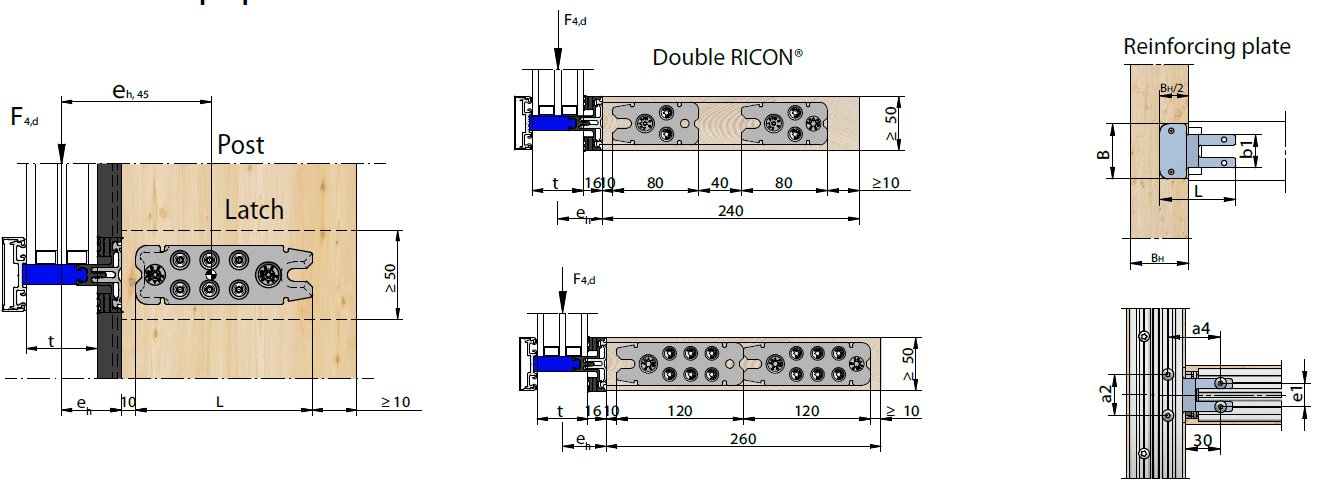 F4,d
eh, 45
Post
Latch
≥ 50
t
eh
10
L
≥ 10
F4,d
Double RICON®
≥ 50
t
16
10
80
40
80
≥10
eh
240
F4,d
≥ 50
t
16
10
120
120
≥ 10
eh
260
Reinforcing plate
BH/2
B
b1
L
BH
a4
a2
e1
30